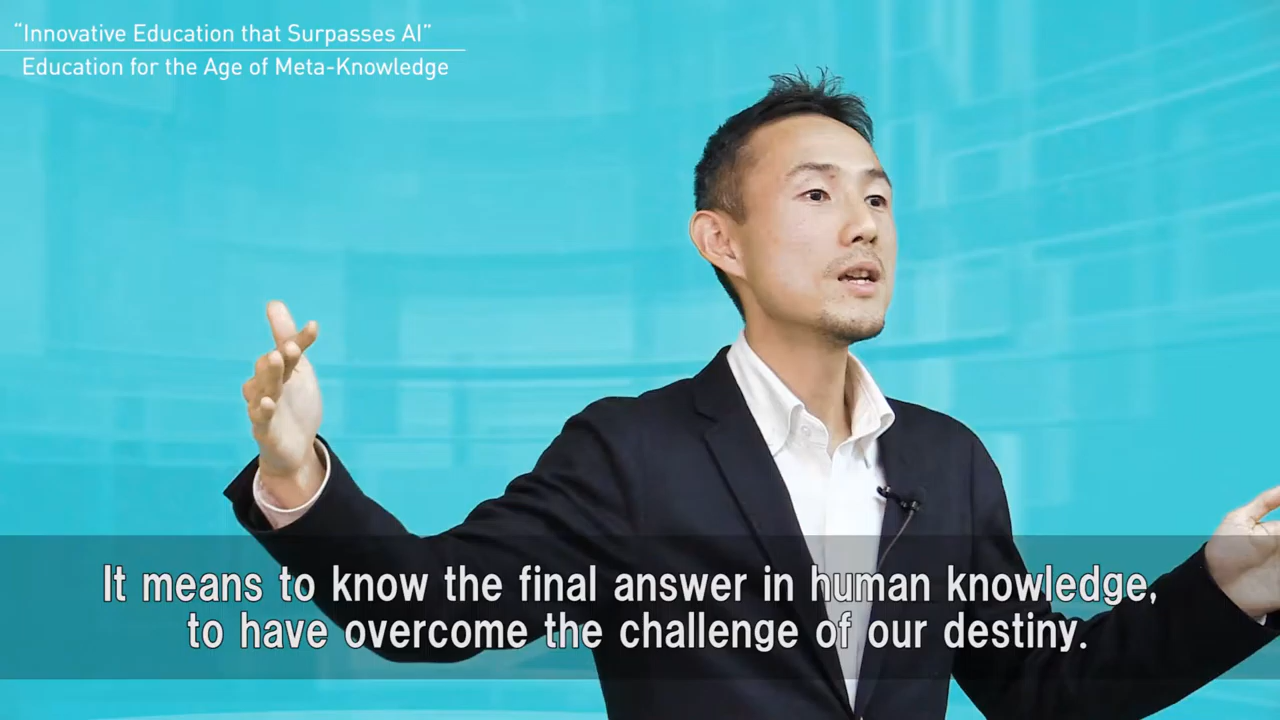 “Innovative Education that Surpasses AI”
Education for the Age of Meta-Knowledge
It means to know the final answer in human knowledge,
to have overcome the challenge of our destiny.